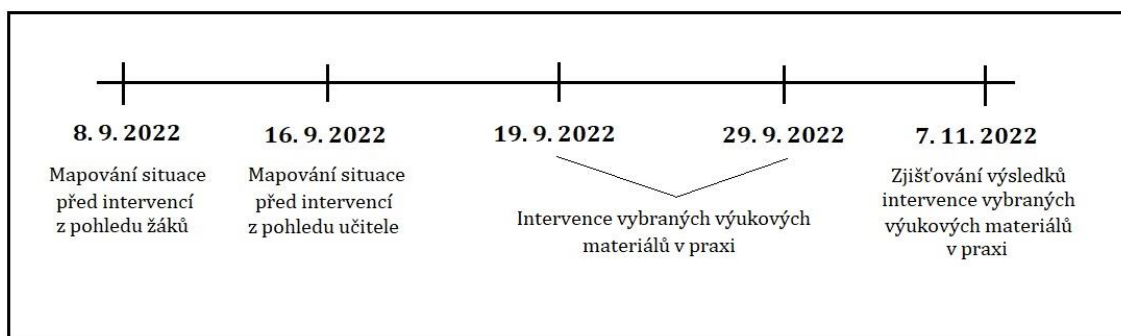 8. 9. 2022
Mapování situace
před intervencí
z pohledu žáků
16. 9. 2022
Mapování situace
před intervencí
z pohledu učitele
19. 9. 2022
29. 9. 2022
Intervence vybraných výukových
materiálů v praxi
7. 11. 2022
Zjišťování výsledků
intervence vybraných
výukových materiálů
v praxi